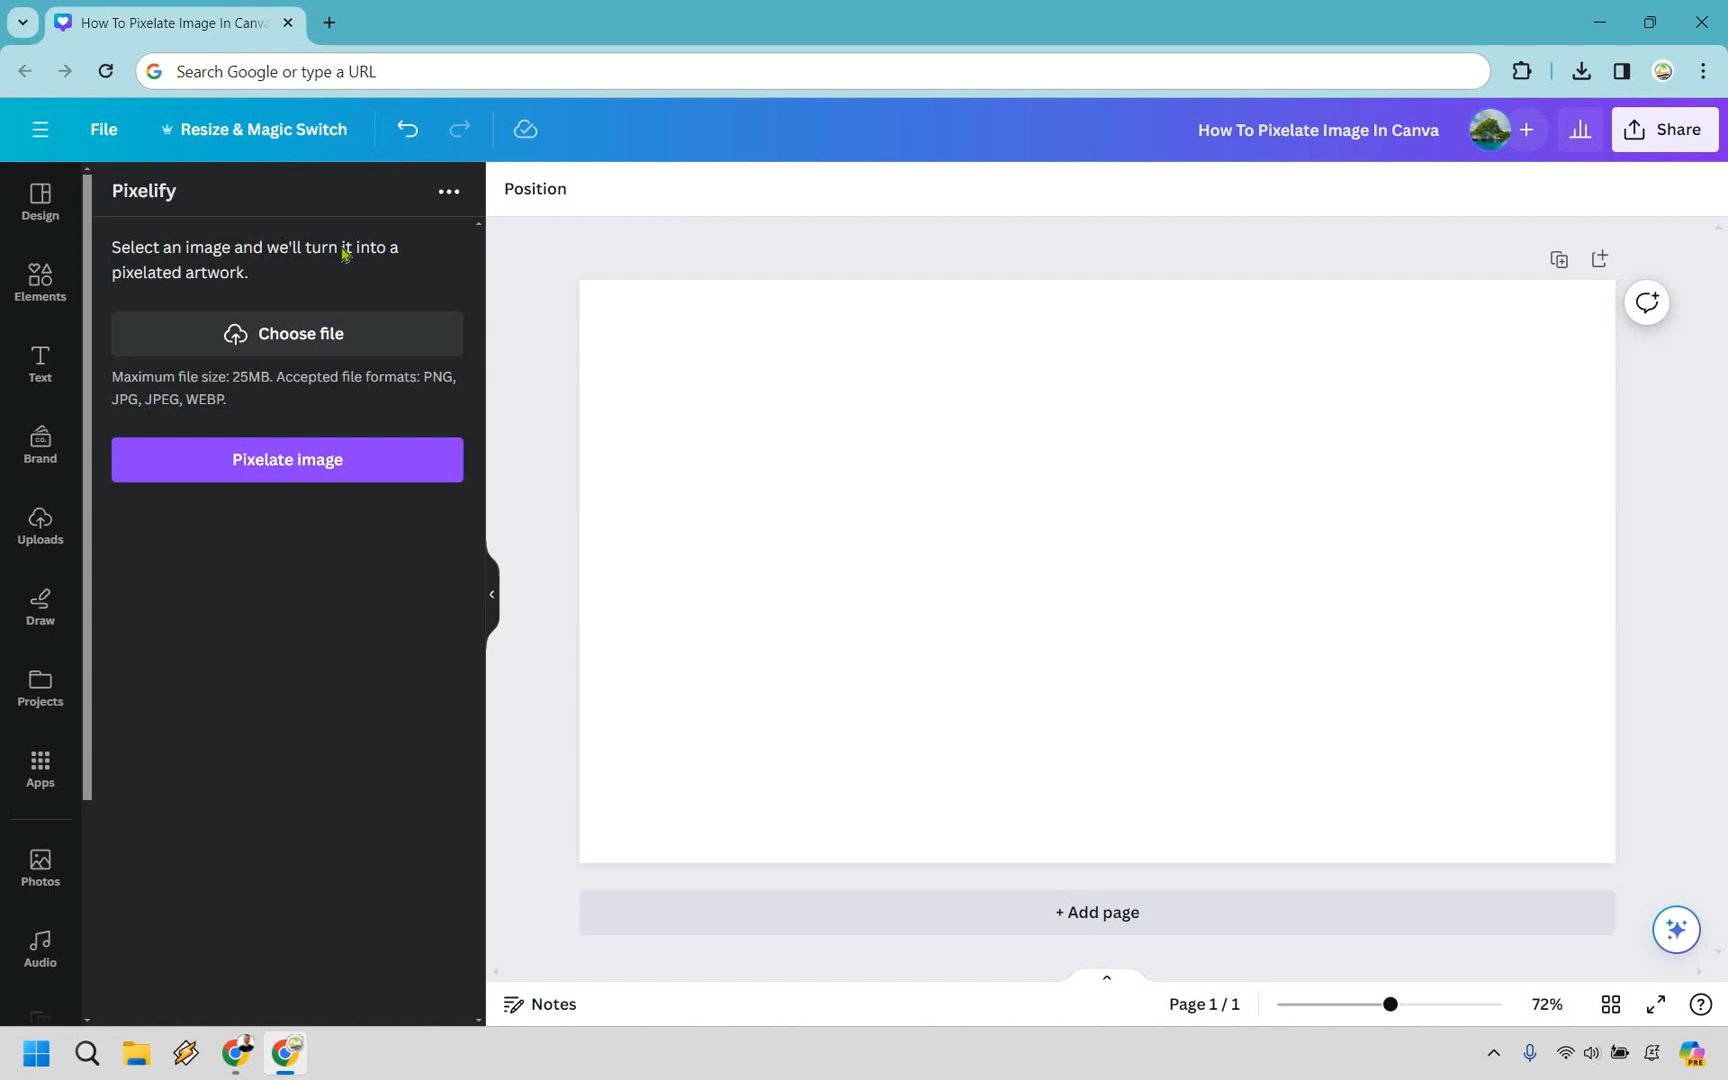 How To Pixelate Image In Canva
Search Google or type a URL
File
Resize & Magic Switch
How To Pixelate Image In Canva
Share
Design
Elements
Text
CO.
Brand
Uploads
Draw
Projects
Apps
Photos
Audio
Pixelify
Select an image and we'll turn it into a
pixelated artwork.
Choose file
Maximum file size: 25MB. Accepted file formats: PNG,
JPG, JPEG, WEBP.
Pixelate image
Position
+ Add page
Notes
Page 1 / 1
72%
PRE